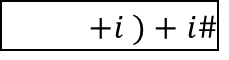 +i ) + i#